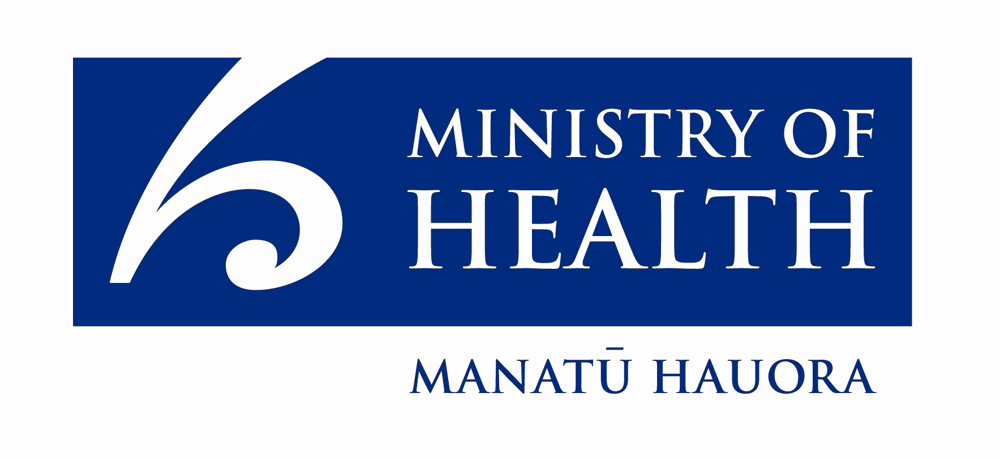 MINISTRY OF
HEALTH
MANATŪ HAUORA